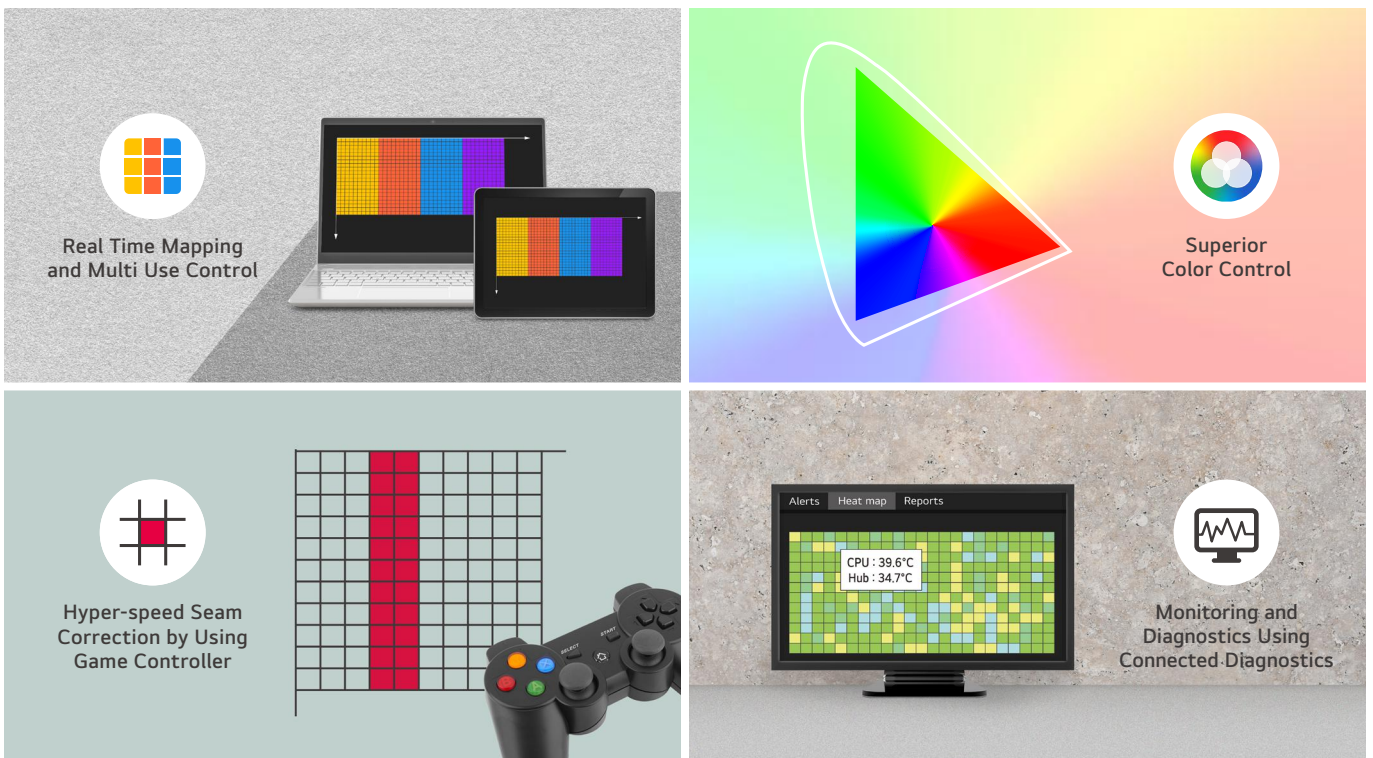 Real Time Mapping
and Multi Use Control
Superior
Color Control
Hyper-speed Seam
Correction by Using
Game Controller
SELECT
START
Alerts Heat map Reports
CPU : 39.6°C
Hub : 34.7°C
Monitoring and
Diagnostics Using
Connected Diagnostics